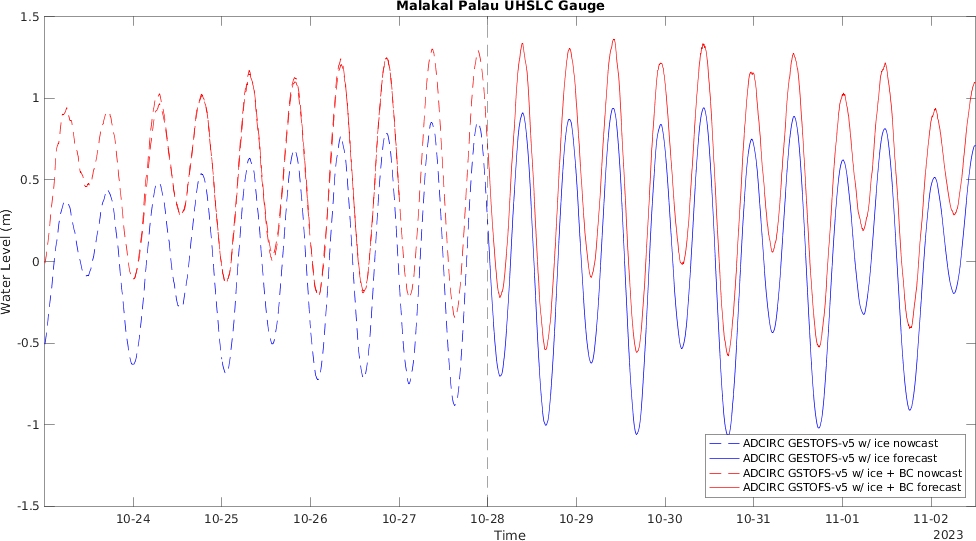 Malakal Palau UHSLC Gauge
1.5
1
0.5
0
-0.5
-1
-1.5
Water Level (m)
ADCIRC GESTOFS-v5 w/ ice nowcast
ADCIRC GESTOFS-v5 w/ ice forecast
ADCIRC GSTOFS-v5 w/ ice + BC nowcast
ADCIRC GSTOFS-v5 w/ ice + BC forecast
10-24 10-25 10-26 10-27 10-28 10-29 10-30 10-31 11-01 11-02
Time
2023